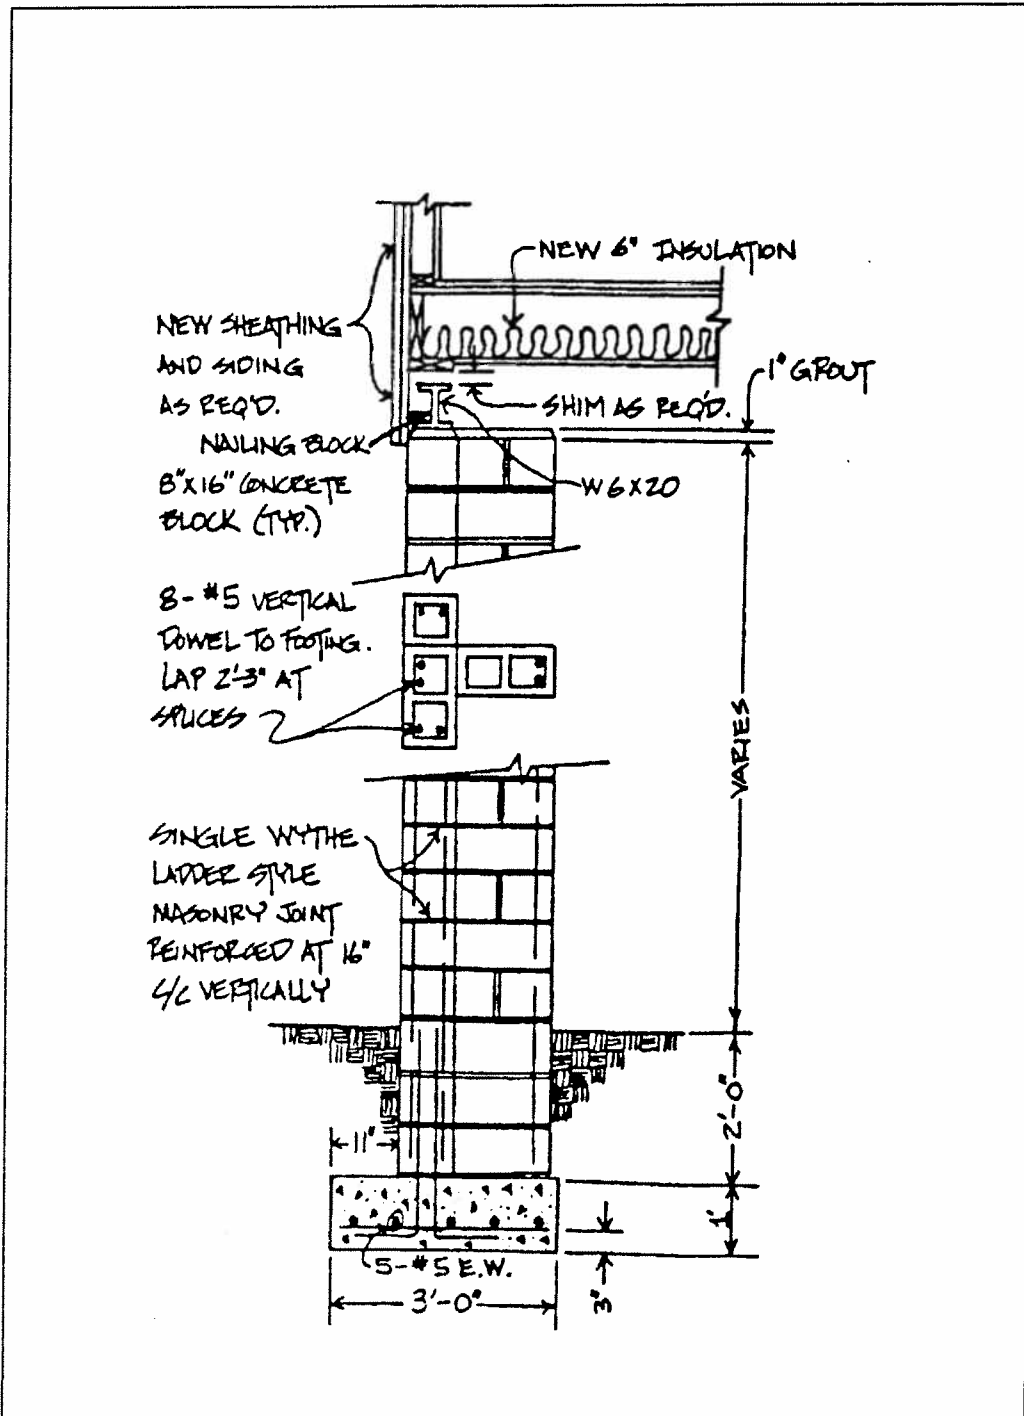 NEW 6" INSULATION
NEW SHEATHING
AND SIDING
AS REQ'D.
1" GROUT
SHIM AS REQ'D.
NAILING BLOCK
W6X20
8"X16" CONCRETE
BLOCK (TYP.)
8-#5 VERTICAL
DOWEL TO FOOTING.
LAP 2'-3" AT
SPLICES
VARIES
SINGLE WYTHE
LADDER STYLE
MASONRY JOINT
REINFORCED AT 16"
C/C VERTICALLY
2'-0"
11"
1'
5-#5 E.W.
3'-0"
3"